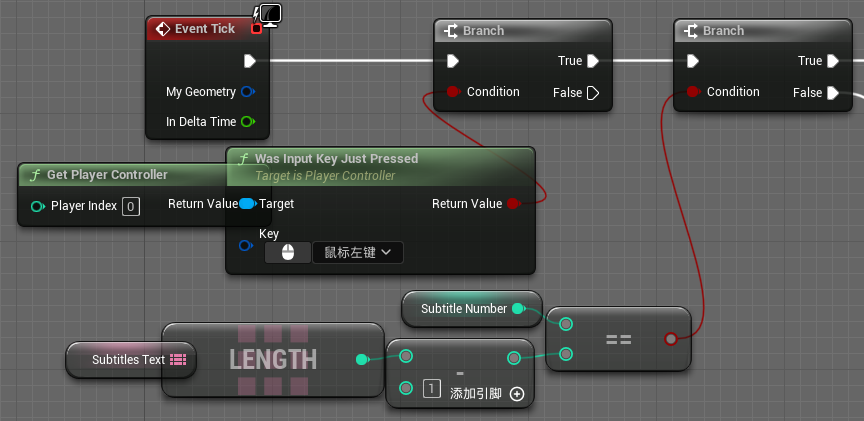 Event Tick
My Geometry
In Delta Time
Branch
True
Condition
False
Branch
True
Condition
False
f Get Player Controller
Player Index 0
Return Value
f Was Input Key Just Pressed
Target is Player Controller
Target
Return Value
Key
鼠标左键
Subtitle Number
Subtitles Text
LENGTH
-
1
添加引脚
==